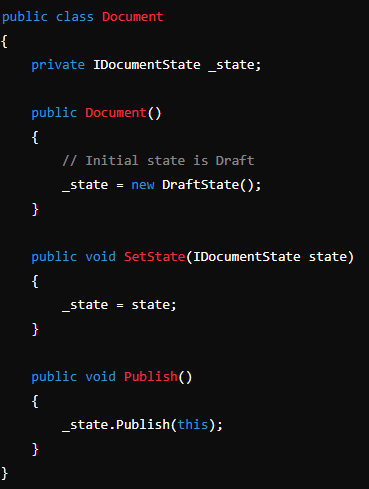 public class Document
{
    private IDocumentState _state;

    public Document()
    {
        // Initial state is Draft
        _state = new DraftState();
    }

    public void SetState(IDocumentState state)
    {
        _state = state;
    }

    public void Publish()
    {
        _state.Publish(this);
    }
}